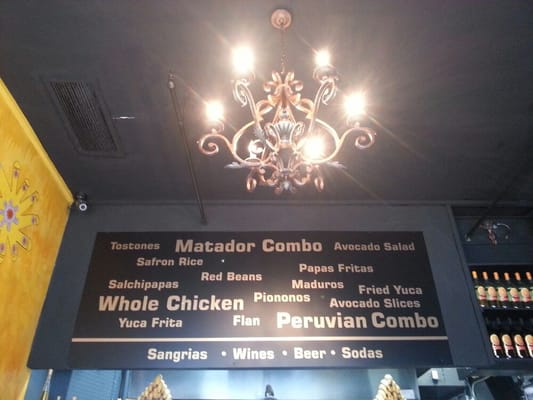 Tostones Matador Combo Avocado Salad
Safron Rice Papas Fritas
Red Beans
Salchipapas Maduros Fried Yuca
Whole Chicken Pionono​s Avocado Slices
Yuca Frita Flan Peruvian Combo
Sangrias • Wines • Beer • Sodas